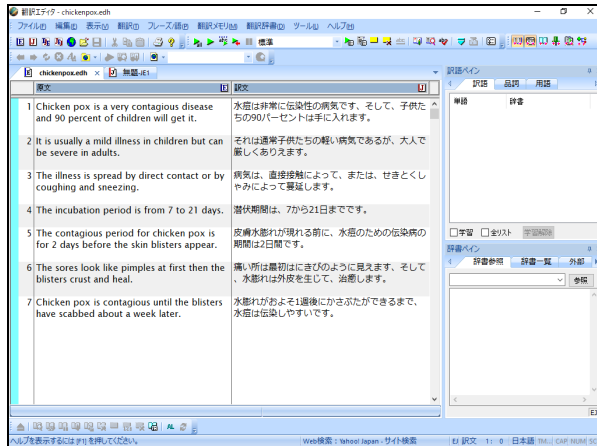 翻訳エディタ - chickenpox.edh
ファイル(F) 編集(E) 表示(V) 翻訳(T) フレーズ/語(P) 翻訳メモリ(M) 翻訳辞書(D) ツール(L) ヘルプ(H)
標準
chickenpox.edh × 無題-JE1
原文 E 訳文 J
1 Chicken pox is a very contagious disease
and 90 percent of children will get it.
水痘は非常に伝染性の病気です、そして、子供た
ちの90パーセントは手に入れます。
2 It is usually a mild illness in children but can
be severe in adults.
それは通常子供たちの軽い病気であるが、大人で
厳しくありえます。
3 The illness is spread by direct contact or by
coughing and sneezing.
病気は、直接接触によって、または、せきとくし
ゃみによって蔓延します。
4 The incubation period is from 7 to 21 days.
潜伏期間は、7から21日までです。
5 The contagious period for chicken pox is
for 2 days before the skin blisters appear.
皮膚水膨れが現れる前に、水痘のための伝染病の
期間は2日間です。
6 The sores look like pimples at first then the
blisters crust and heal.
痛い所は最初はにきびのように見えます、そして
、水膨れは外皮を生じて、治癒します。
7 Chicken pox is contagious until the blisters
have scabbed about a week later.
水膨れがおよそ1週後にかさぶたができるまで、
水痘は伝染しやすいです。
訳語ペイン
訳語 品詞 用語
単語 辞書
学習 全リスト 学習解除
辞書ペイン
辞書参照 辞書一覧 外部
参照
ヘルプを表示するには [F1] を押してください。
Web検索：Yahoo! Japan - サイト検索
EJ 訳文 1: 0 日本語 TM... CAP NUM SC